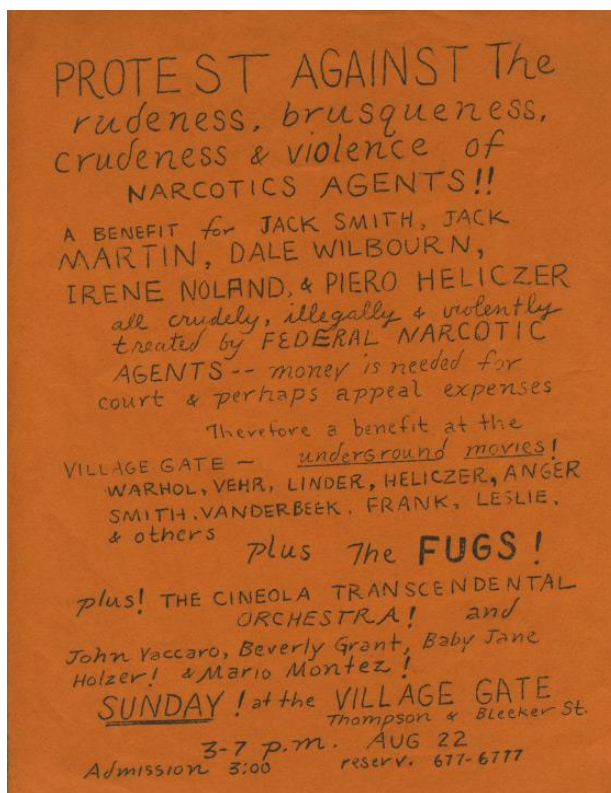 PROTEST AGAINST The
rudeness, brusqueness,
crudeness & violence of
NARCOTICS AGENTS!!
A BENEFIT for JACK SMITH, JACK
MARTIN, DALE WILBOURN,
IRENE NOLAND, & PIERO HELICZER
all crudely, illegally & violently
treated by FEDERAL NARCOTIC
AGENTS -- money is needed for
court & perhaps appeal expenses
Therefore a benefit at the
VILLAGE GATE — underground movies!
WARHOL, VEHR, LINDER, HELICZER, ANGER
SMITH, VANDERBEEK, FRANK, LESLIE,
& others
plus The FUGS!
plus! THE CINEOLA TRANSCENDENTAL
ORCHESTRA! and
John Vaccaro, Beverly Grant, Baby Jane
Holzer! & Mario Montez!
SUNDAY! at the VILLAGE GATE
Thompson & Bleeker St.
3-7 p.m. AUG 22
Admission 3:00 reserv. 677-6777